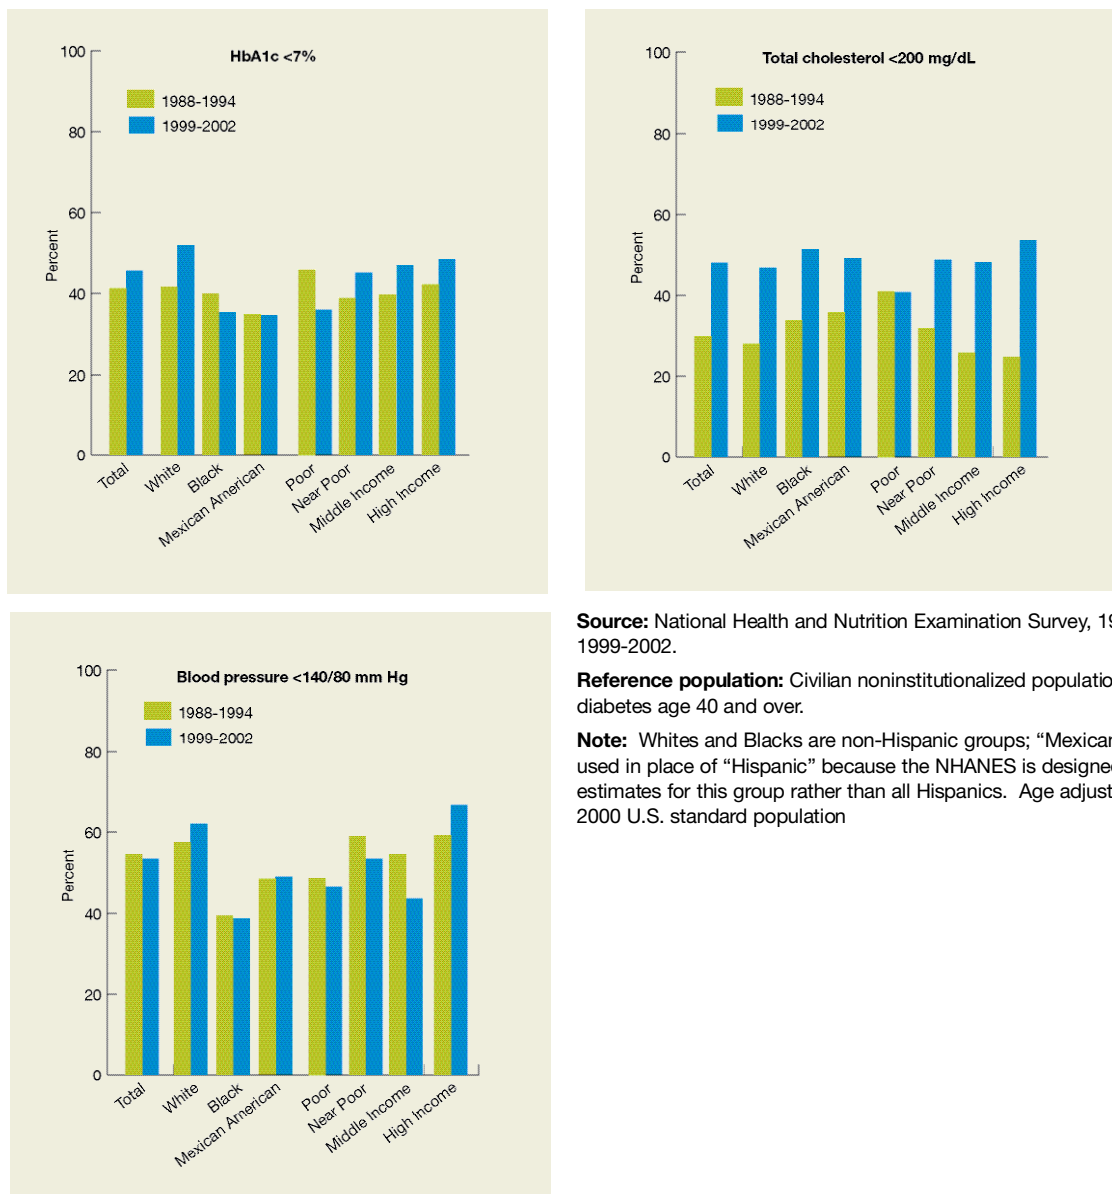 HbA1c <7%
100
80
60
40
20
0
Percent
1988-1994
1999-2002
Total
White
Black
Mexican American
Poor
Near Poor
Middle Income
High Income
Total cholesterol <200 mg/dL
100
80
60
40
20
0
Percent
1988-1994
1999-2002
Total
White
Black
Mexican American
Poor
Near Poor
Middle Income
High Income
Blood pressure <140/80 mm Hg
100
80
60
40
20
0
Percent
1988-1994
1999-2002
Total
White
Black
Mexican American
Poor
Near Poor
Middle Income
High Income
Source: National Health and Nutrition Examination Survey,
1999-2002.
Reference population: Civilian noninstitutionalized
diabetes age 40 and over.
Note: Whites and Blacks are non-Hispanic groups; “Mexican
used in place of “Hispanic” because the NHANES is designed
estimates for this group rather than all Hispanics. Age
2000 U.S. standard population